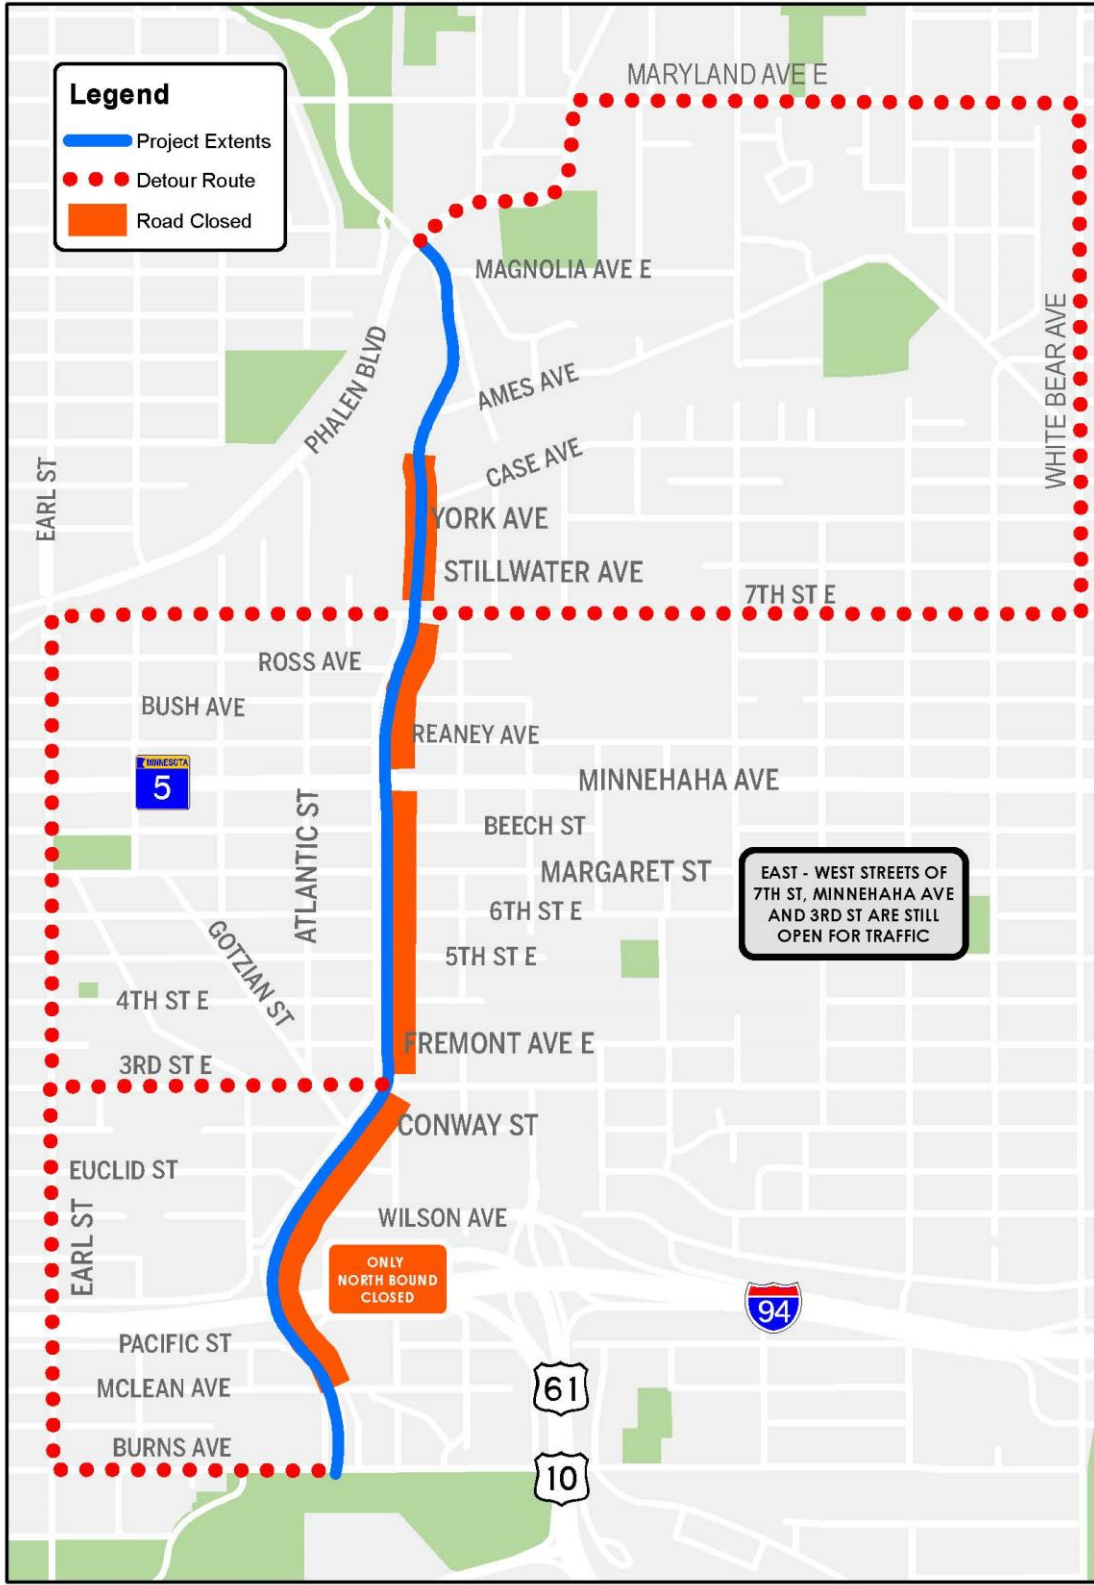 MARYLAND AVE E
Legend
Project Extents
Detour Route
Road Closed
MAGNOLIA AVE E
PHALEN BLVD
WHITE BEAR AVE
AMES AVE
CASE AVE
EARL ST
YORK AVE
STILLWATER AVE
7TH ST E
ROSS AVE
BUSH AVE
REANEY AVE
MINNESOTA
5
MINNEHAHA AVE
ATLANTIC ST
BEECH ST
MARGARET ST
EAST - WEST STREETS OF
7TH ST, MINNEHAHA AVE
AND 3RD ST ARE STILL
OPEN FOR TRAFFIC
6TH ST E
GOTZIAN ST
5TH ST E
4TH ST E
FREMONT AVE E
3RD ST E
CONWAY ST
EUCLID ST
EARL ST
WILSON AVE
ONLY
NORTH BOUND
CLOSED
94
PACIFIC ST
MCLEAN AVE
61
BURNS AVE
10